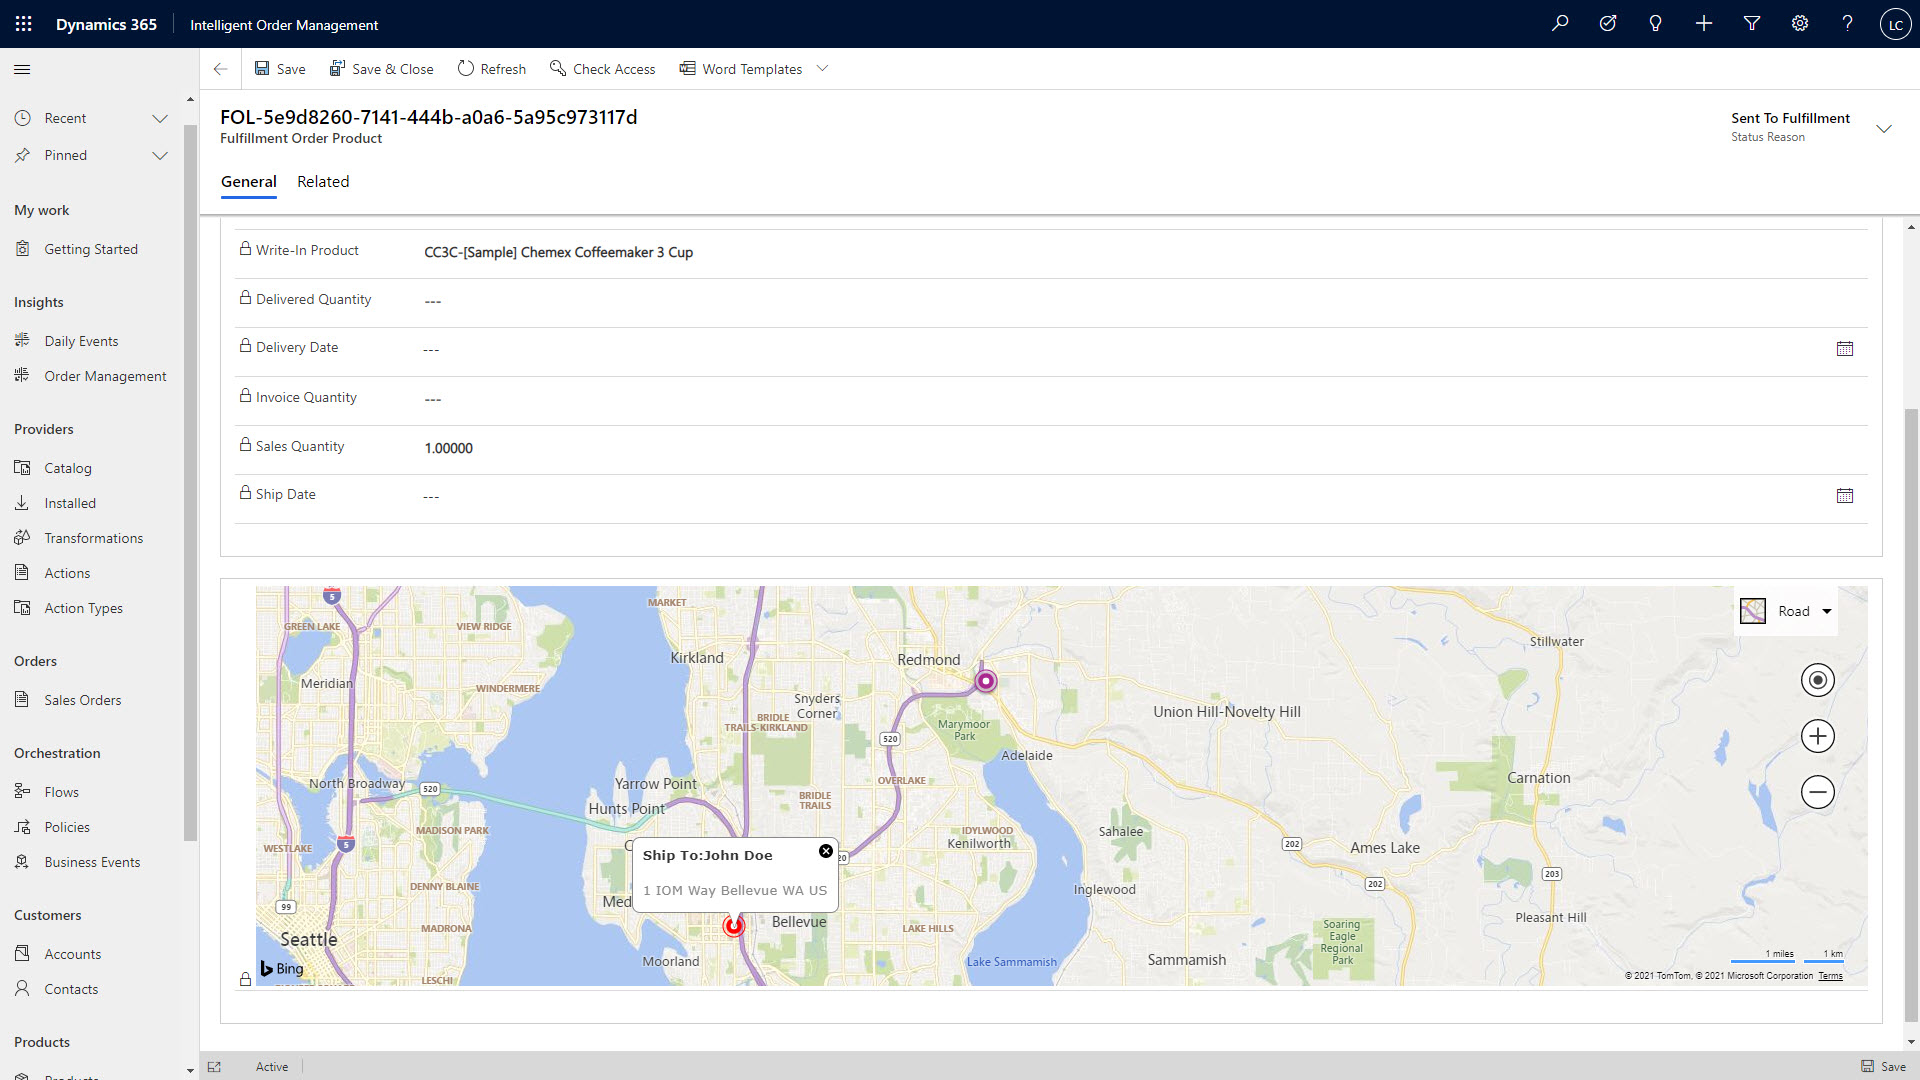 Dynamics 365
Intelligent Order Management
LC
Save
Save & Close
Refresh
Check Access
Word Templates
Recent
Pinned
My work
Getting Started
Insights
Daily Events
Order Management
Providers
Catalog
Installed
Transformations
Actions
Action Types
Orders
Sales Orders
Orchestration
Flows
Policies
Business Events
Customers
Accounts
Contacts
Products
Products
FOL-5e9d8260-7141-444b-a0a6-5a95c973117d
Fulfillment Order Product
Sent To Fulfillment
Status Reason
General
Related
Write-In Product
CC3C-[Sample] Chemex Coffeemaker 3 Cup
Delivered Quantity
---
Delivery Date
---
Invoice Quantity
---
Sales Quantity
1.00000
Ship Date
---
5
MARKET
GREEN LAKE
VIEW RIDGE
Kirkland
Redmond
Stillwater
Road
Meridian
WINDERMERE
Snyders
Corner
BRIDLE
TRAILS-KIRKLAND
Marymoor
Park
Union Hill-Novelty Hill
520
Adelaide
North Broadway
520
Yarrow Point
Hunts Point
OVERLAKE
BRIDLE
TRAILS
Carnation
MADISON PARK
IDYLWOOD
Kenilworth
Sahalee
202
Ames Lake
WESTLAKE
5
Ship To:John Doe
1 IOM Way Bellevue WA US
20
C
Med
DENNY BLAINE
Inglewood
202
203
99
MADRONA
Bellevue
LAKE HILLS
Pleasant Hill
Seattle
Soaring
Eagle
Regional
Park
Moorland
Lake Sammamish
Sammamish
LESCHI
Bing
1 miles
1 km
© 2021 TomTom, © 2021 Microsoft Corporation Terms
Active
Save